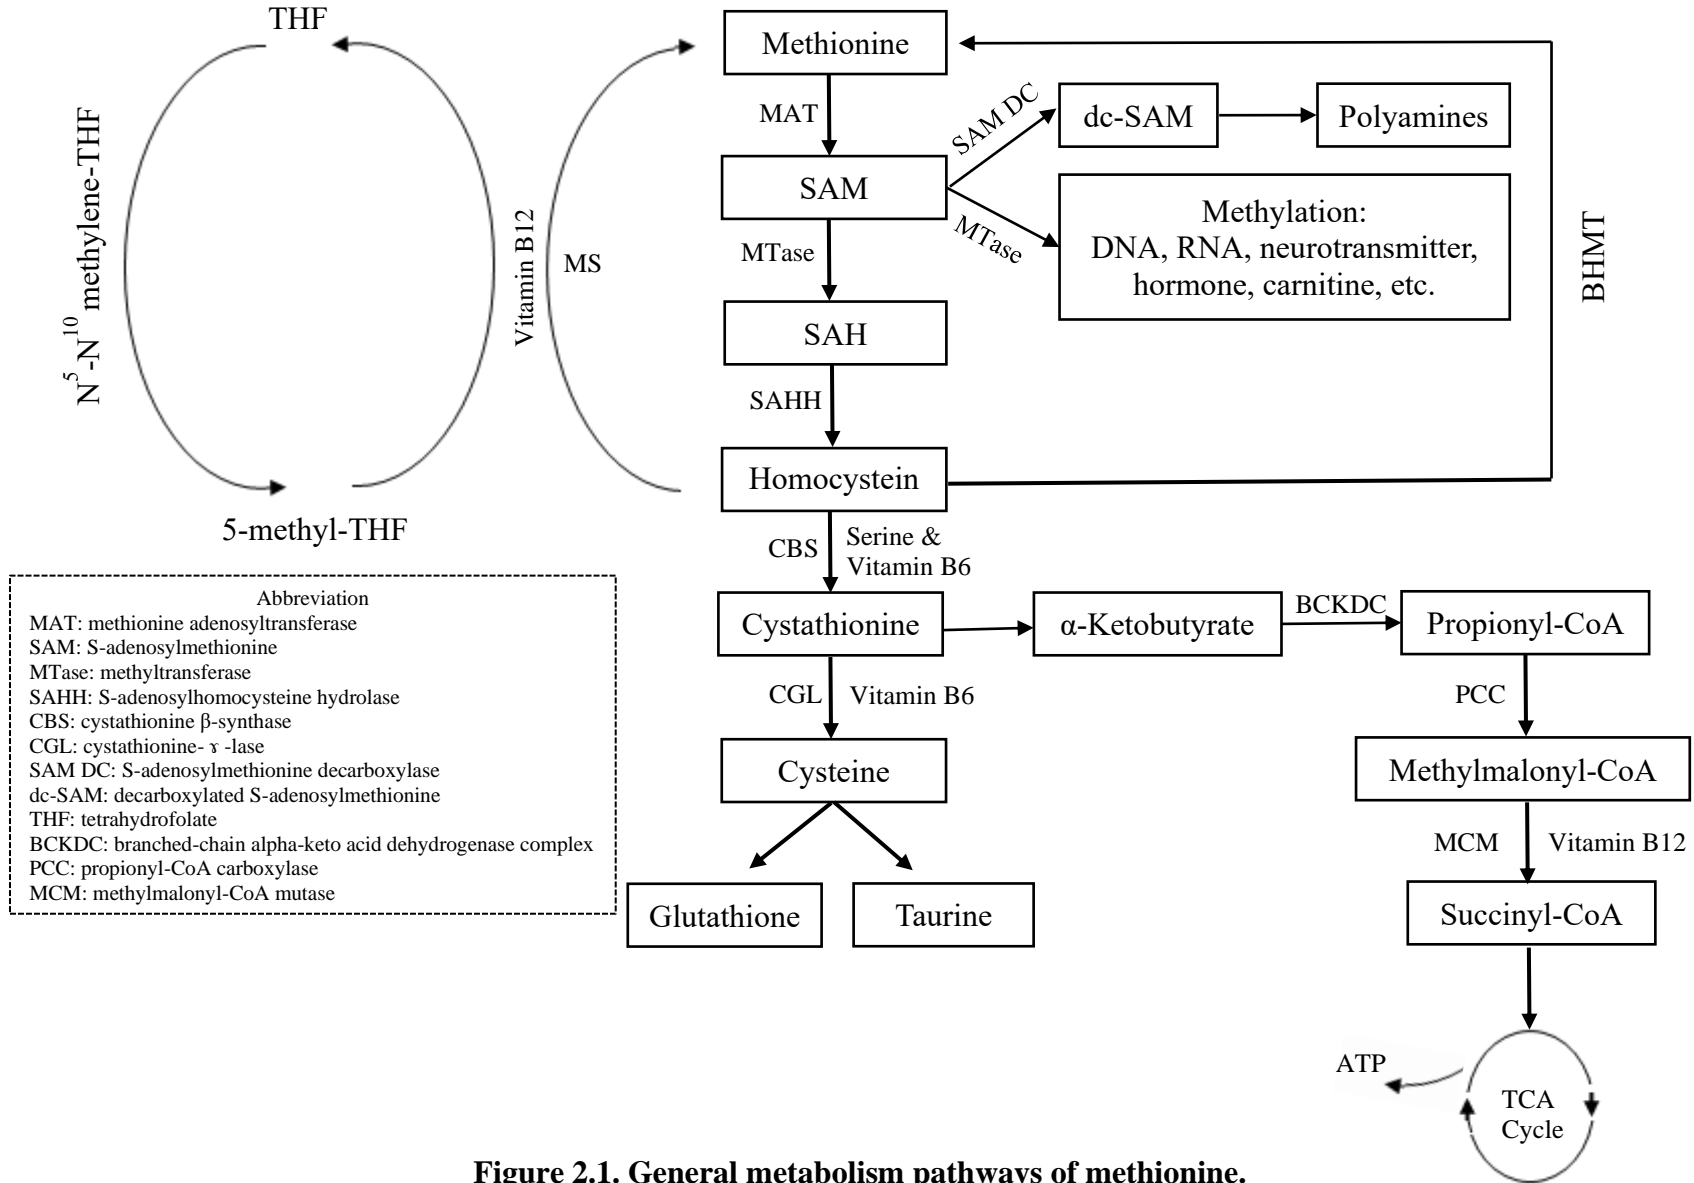 THF
Methionine
MAT
SAM DC
dc-SAM
Polyamines
N5-N10 methylene-THF
SAM
Methylation:
DNA, RNA, neurotransmitter,
hormone, carnitine, etc.
MTase
Vitamin B12
MS
MTase
BHMT
SAH
SAHH
Homocystein
5-methyl-THF
CBS
Serine &
Vitamin B6
Cystathionine
α-Ketobutyrate
BCKDC
Propionyl-CoA
CGL
Vitamin B6
PCC
Cysteine
Methylmalonyl-CoA
MCM
Vitamin B12
Glutathione
Taurine
Succinyl-CoA
ATP
TCA
Cycle
Abbreviation
MAT: methionine adenosyltransferase
SAM: S-adenosylmethionine
MTase: methyltransferase
SAHH: S-adenosylhomocysteine hydrolase
CBS: cystathionine β-synthase
CGL: cystathionine- ɤ -lase
SAM DC: S-adenosylmethionine decarboxylase
dc-SAM: decarboxylated S-adenosylmethionine
THF: tetrahydrofolate
BCKDC: branched-chain alpha-keto acid dehydrogenase complex
PCC: propionyl-CoA carboxylase
MCM: methylmalonyl-CoA mutase
Figure 2.1. General metabolism pathways of methionine.